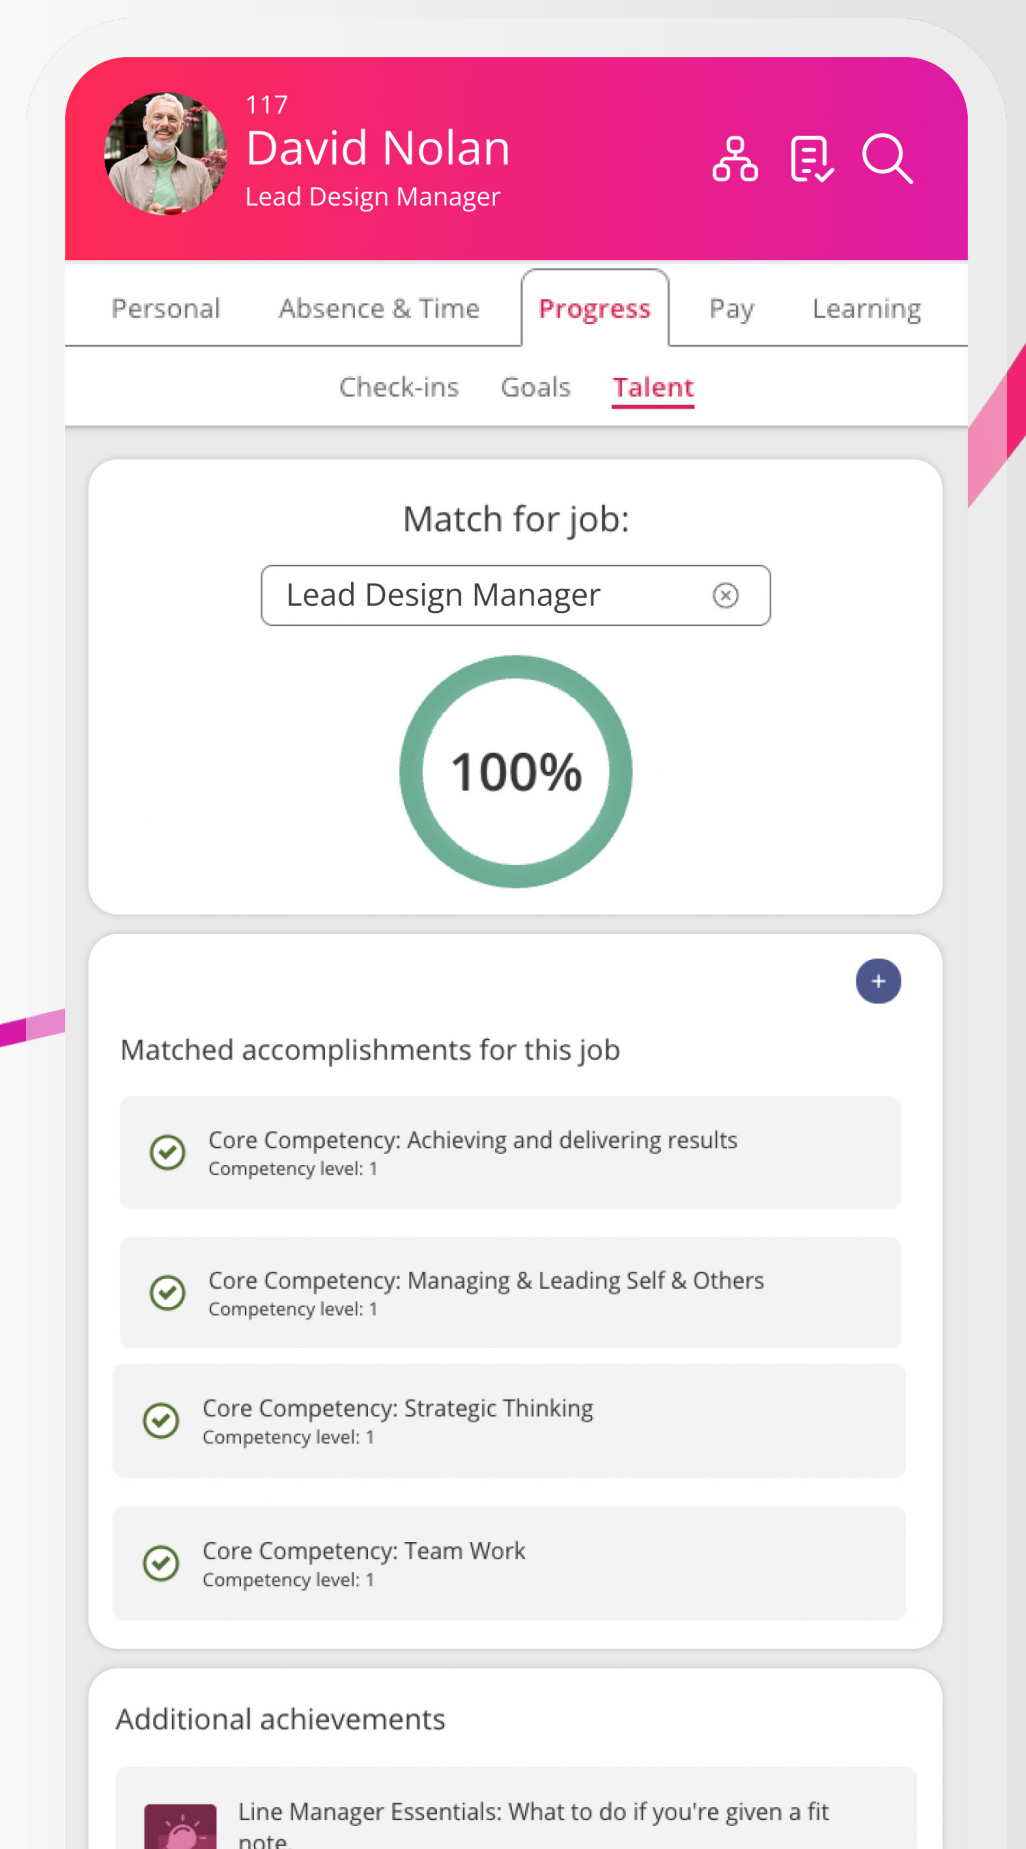 117
David Nolan
Lead Design Manager
Personal Absence & Time Progress Pay Learning
Check-ins Goals Talent
Match for job:
Lead Design Manager
100%
+
Matched accomplishments for this job
Core Competency: Achieving and delivering results
Competency level: 1
Core Competency: Managing & Leading Self & Others
Competency level: 1
Core Competency: Strategic Thinking
Competency level: 1
Core Competency: Team Work
Competency level: 1
Additional achievements
Line Manager Essentials: What to do if you're given a fit
note.